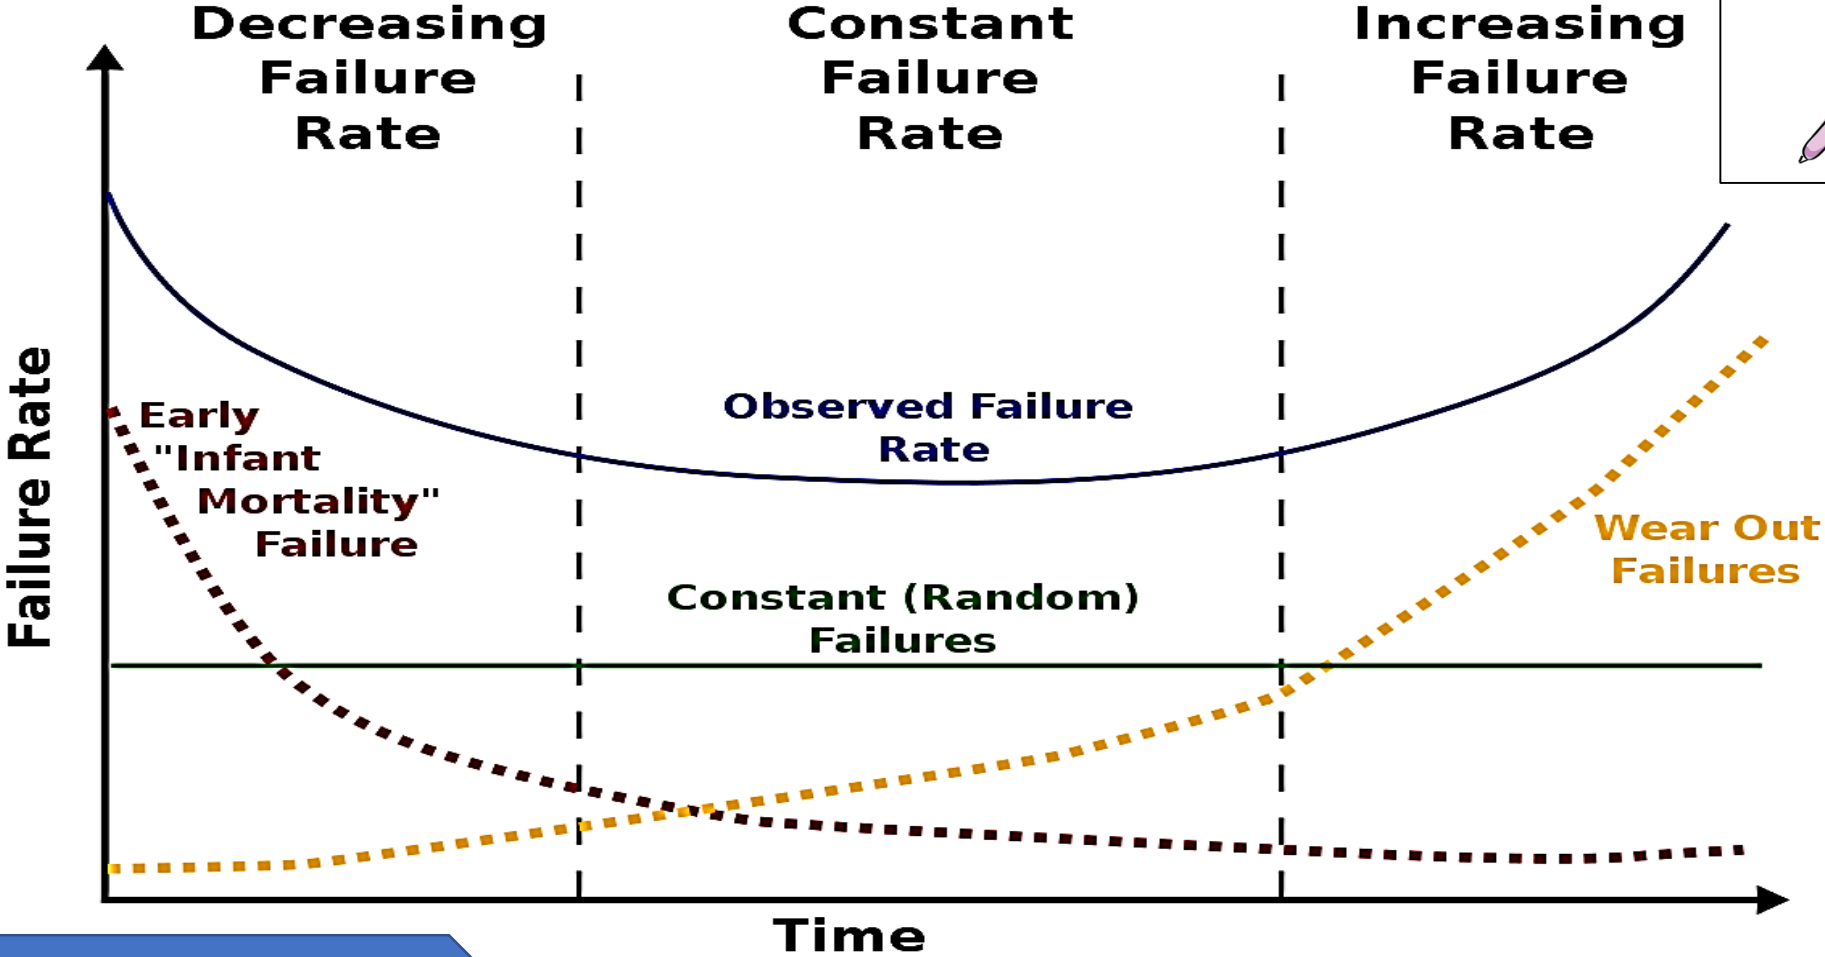 Decreasing
Failure
Rate
Constant
Failure
Rate
Increasing
Failure
Rate
Failure Rate
Early
"Infant
Mortality"
Failure
Observed Failure
Rate
Constant (Random)
Failures
Wear Out
Failures
Time